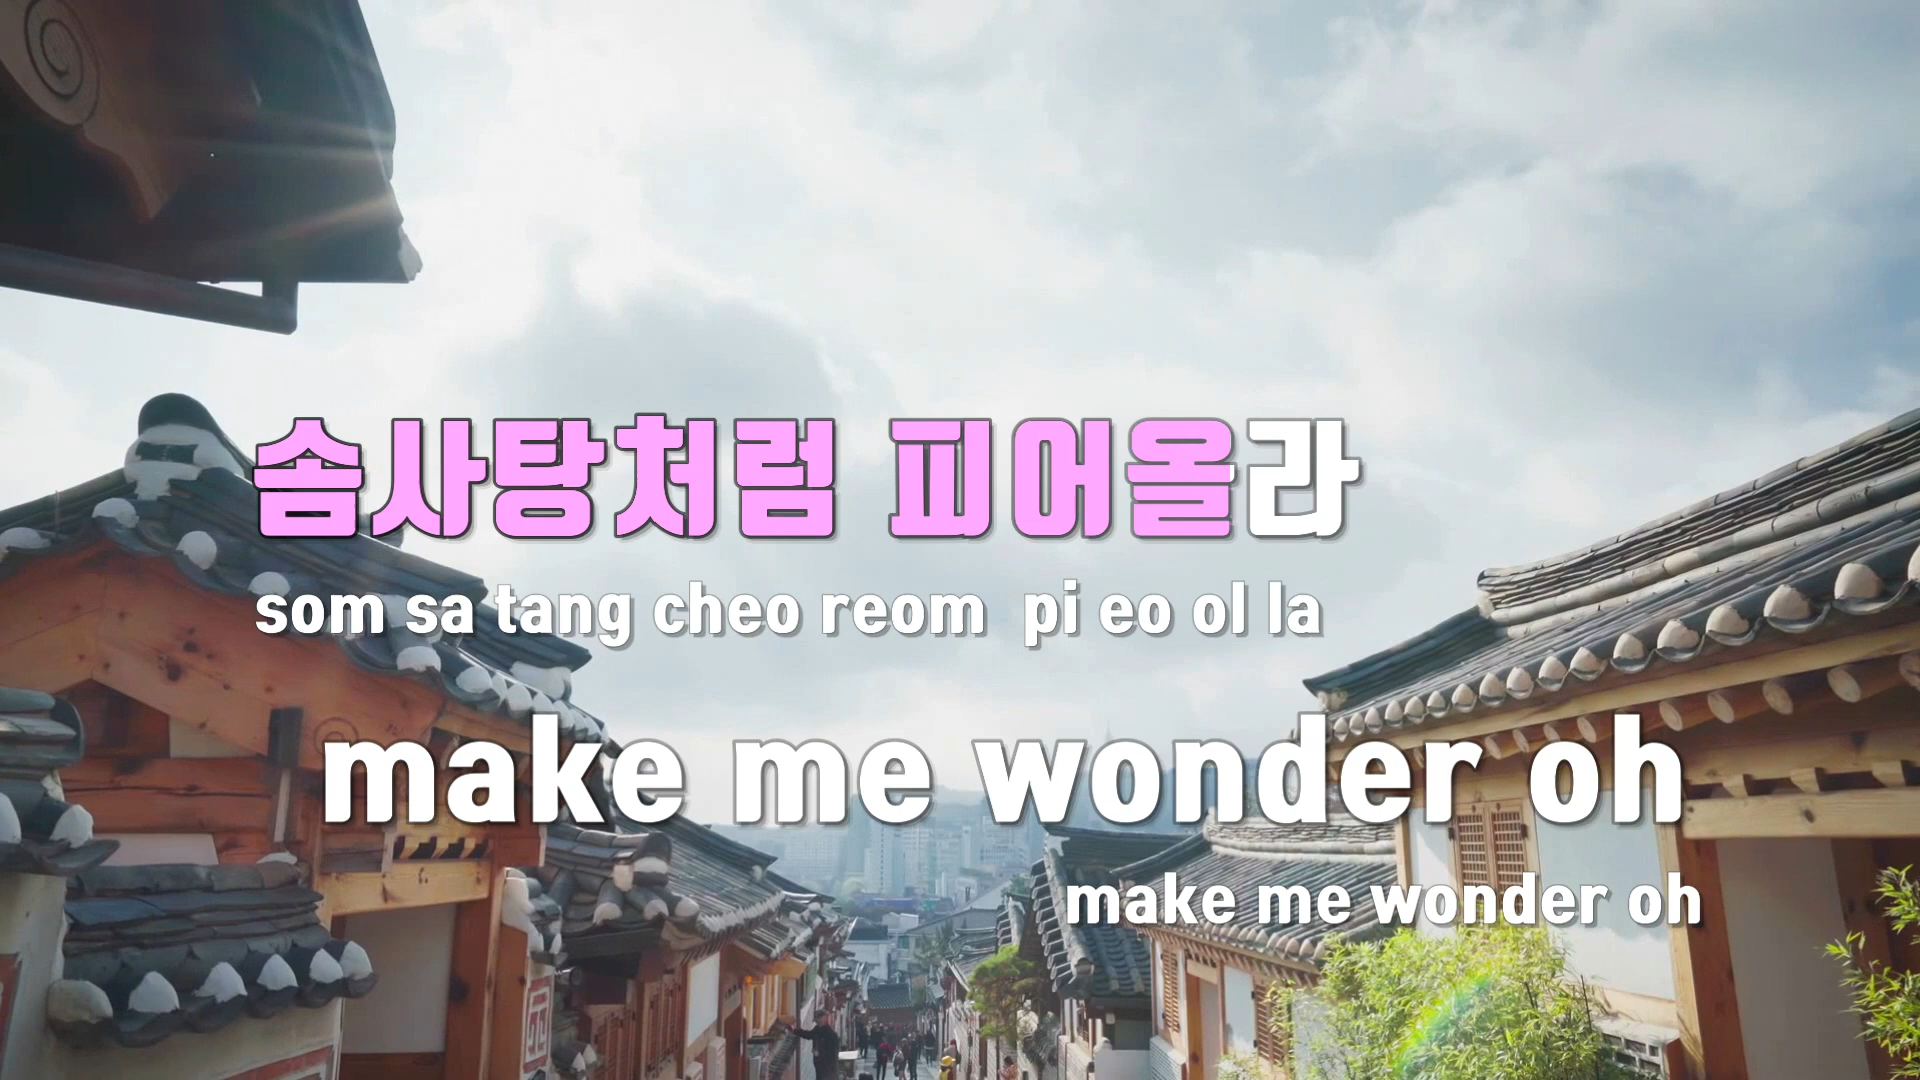 솜사탕처럼 피어올라
som sa tang cheo reom pi eo ol la
make me wonder oh
make me wonder oh